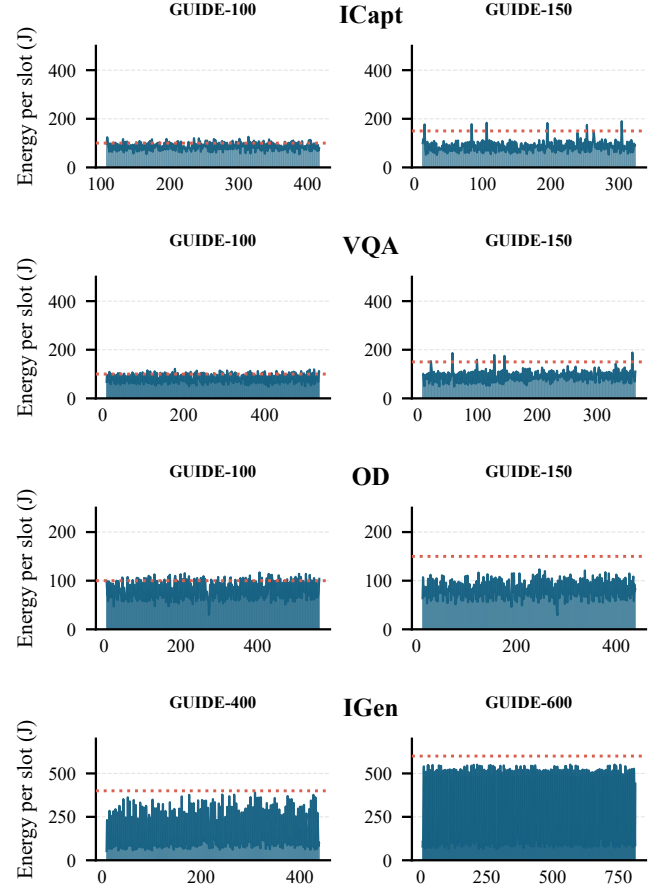 GUIDE-100 ICapt GUIDE-150
Energy per slot (J)
400
200
0
100 200 300 400
400
200
0
0 100 200 300
GUIDE-100 VQA GUIDE-150
Energy per slot (J)
400
200
0
0 200 400
400
200
0
0 100 200 300
GUIDE-100 OD GUIDE-150
Energy per slot (J)
200
100
0
0 200 400
200
100
0
0 200 400
GUIDE-400 IGen GUIDE-600
Energy per slot (J)
500
250
0
0 200 400
500
250
0
0 250 500 750